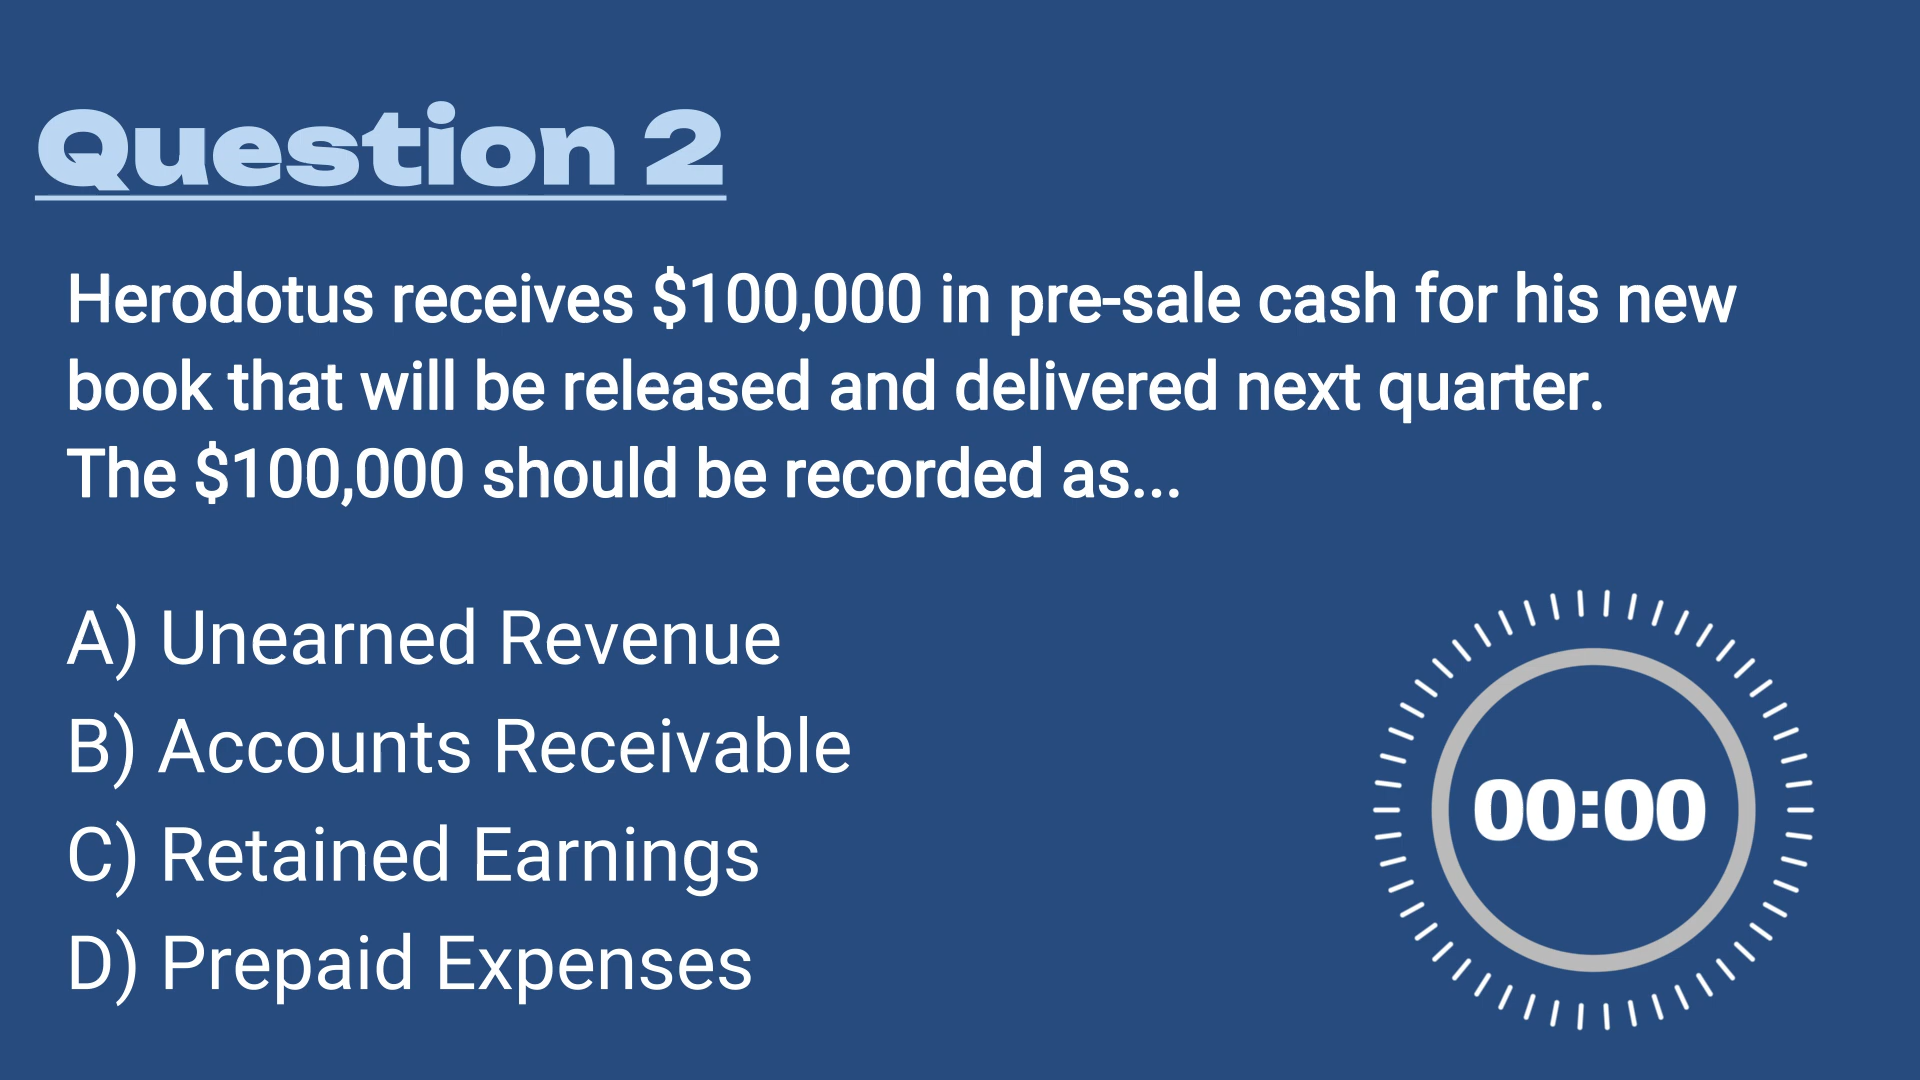 Question 2
Herodotus receives $100,000 in pre-sale cash for his new
book that will be released and delivered next quarter.
The $100,000 should be recorded as...
A) Unearned Revenue
B) Accounts Receivable
C) Retained Earnings
D) Prepaid Expenses
00:00